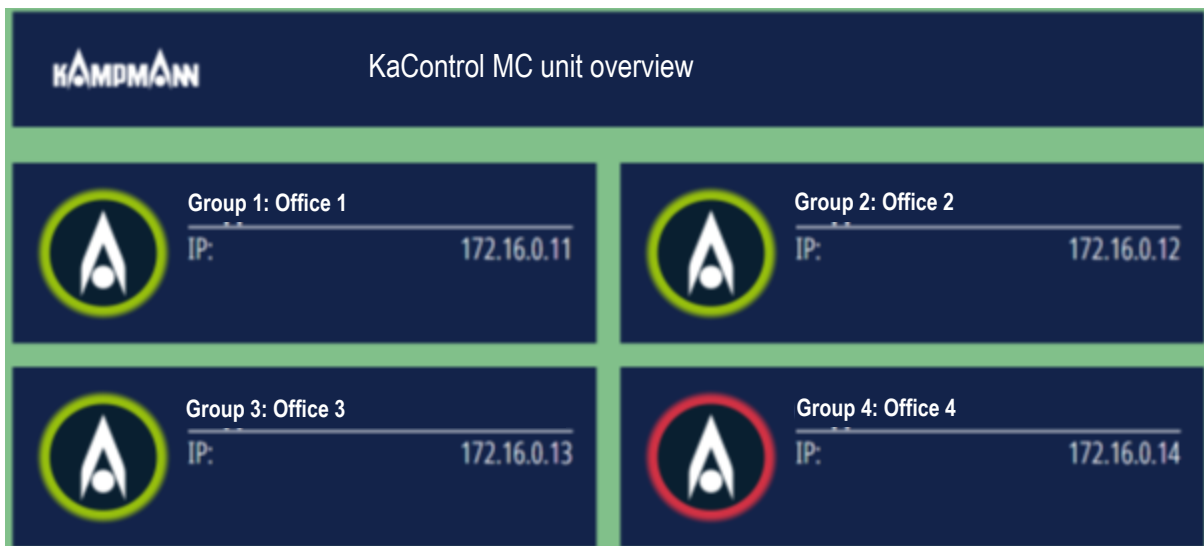 KAMPMANN
KaControl MC unit overview
Group 1: Office 1
IP: 172.16.0.11
Group 2: Office 2
IP: 172.16.0.12
Group 3: Office 3
IP: 172.16.0.13
Group 4: Office 4
IP: 172.16.0.14